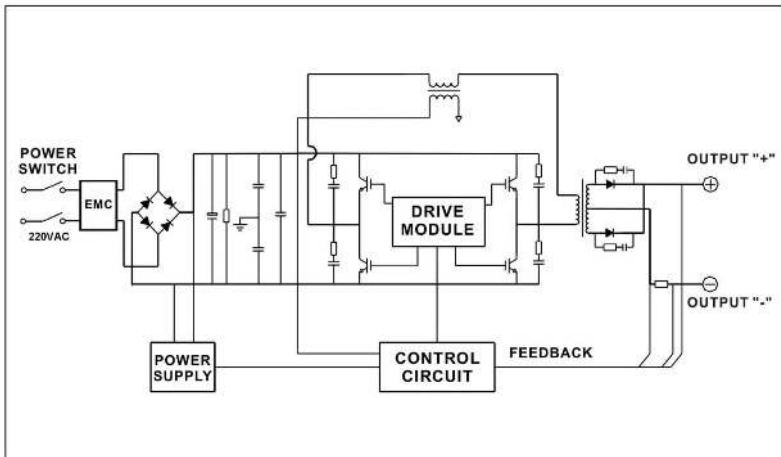 POWER
SWITCH
EMC
220VAC
DRIVE
MODULE
OUTPUT "+"
OUTPUT "-"
POWER
SUPPLY
CONTROL
CIRCUIT
FEEDBACK